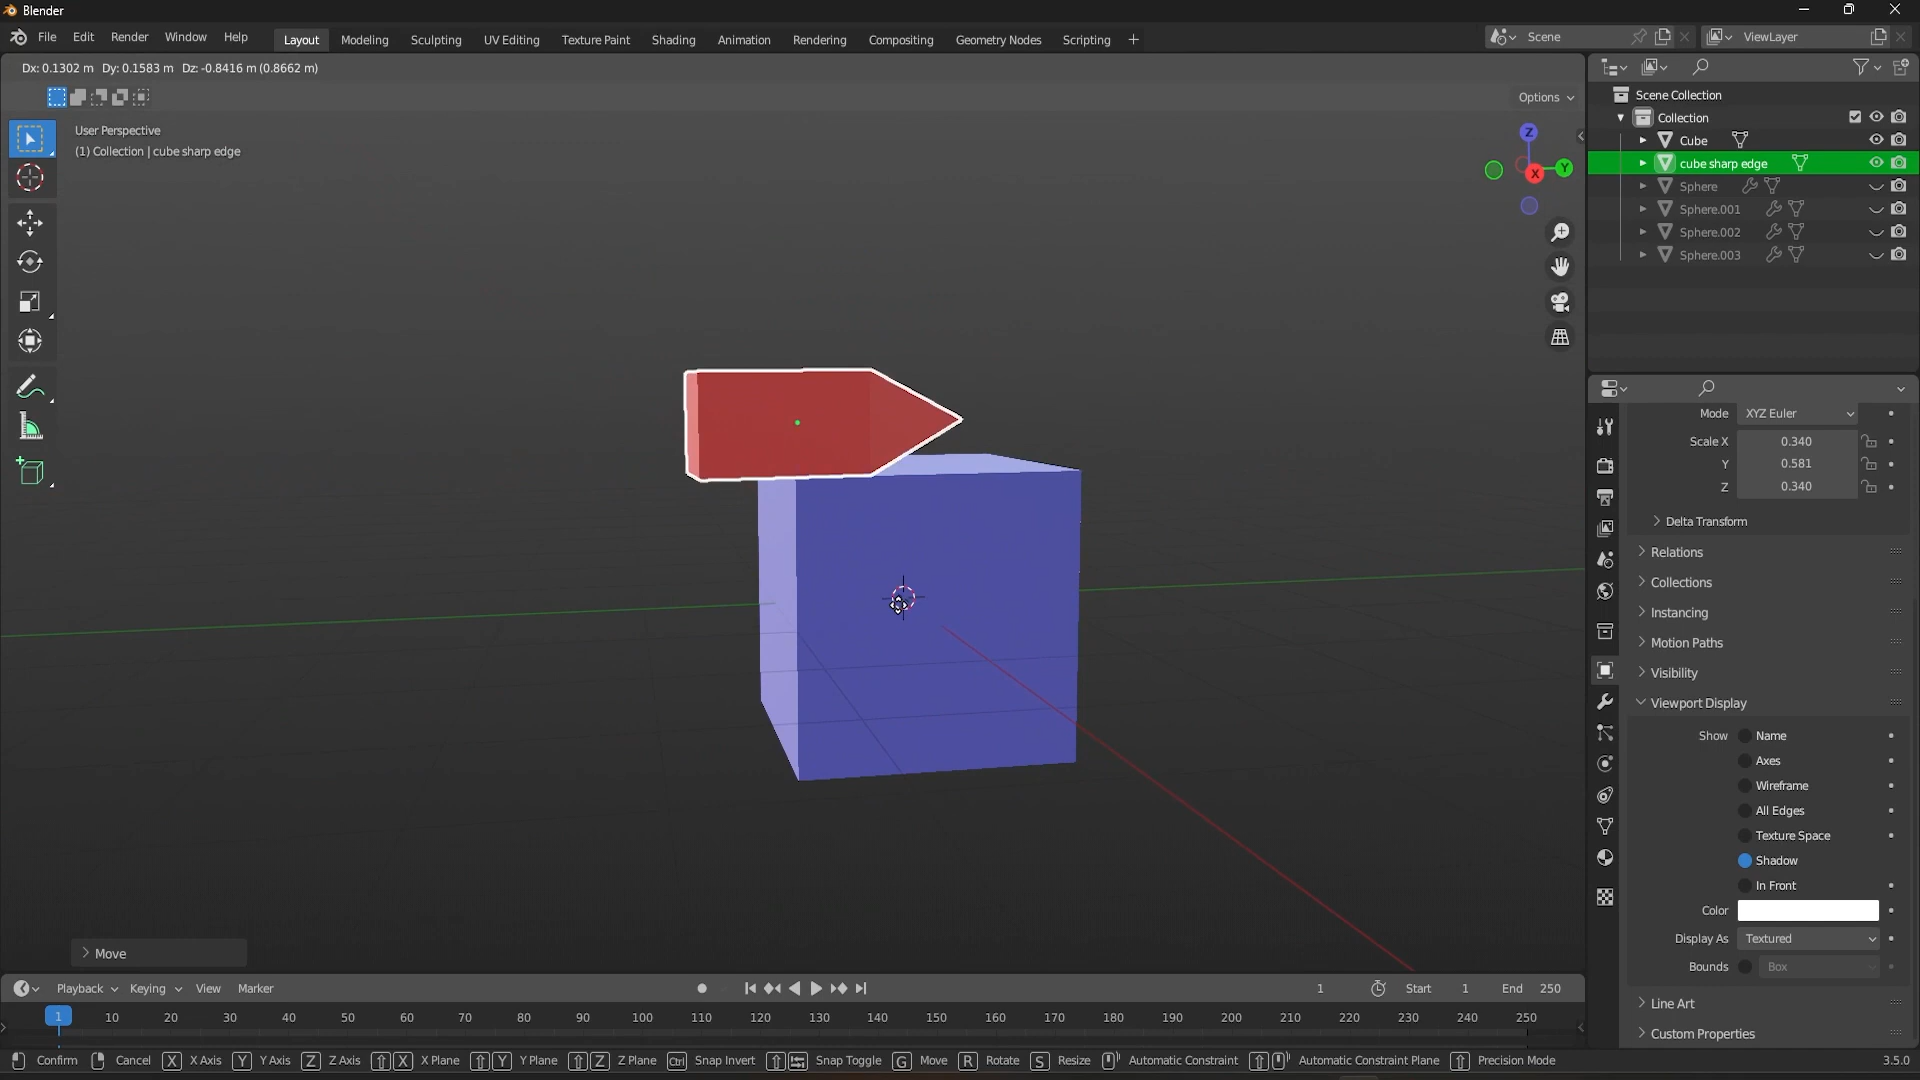 Blender
File Edit Render Window Help Layout Modeling Sculpting UV Editing Texture Paint Shading Animation Rendering Compositing Geometry Nodes Scripting + Scene ViewLayer
Dx: 0.1302 m Dy: 0.1583 m Dz: -0.8416 m (0.8662 m)
Options
User Perspective
(1) Collection | cube sharp edge
Z
Y
X
Scene Collection
Collection
Cube
cube sharp edge
Sphere
Sphere.001
Sphere.002
Sphere.003
Mode XYZ Euler
Scale X 0.340
Y 0.581
Z 0.340
Delta Transform
Relations
Collections
Instancing
Motion Paths
Visibility
Viewport Display
Show Name
Axes
Wireframe
All Edges
Texture Space
Shadow
In Front
Color
Display As Textured
Bounds Box
Line Art
Custom Properties
Move
Playback Keying View Marker 1 Start 1 End 250
1 10 20 30 40 50 60 70 80 90 100 110 120 130 140 150 160 170 180 190 200 210 220 230 240 250
Confirm Cancel X X Axis Y Y Axis Z Z Axis X X Plane Y Y Plane Z Z Plane Ctrl Snap Invert Snap Toggle G Move R Rotate S Resize Automatic Constraint Automatic Constraint Plane Precision Mode 3.5.0